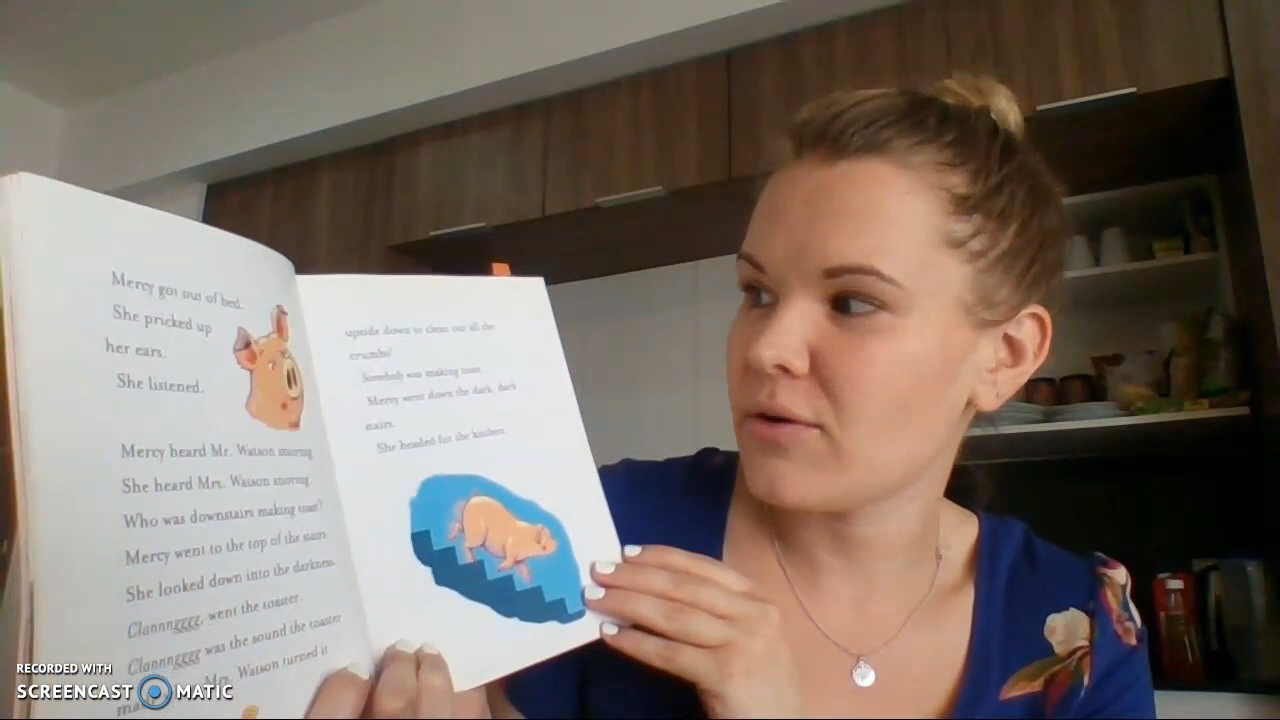 Mercy got out of bed.
She pricked up
her ears.
She listened.
Mercy heard Mr. Watson snoring.
She heard Mrs. Watson snoring.
Who was downstairs making toast?
Mercy went to the top of the stairs.
She looked down into the darkness.
Clannngggg, went the toaster.
Clannngggg was the sound the toaster
Mrs. Watson turned it
upside down to clean out all the
crumbs!
Somebody was making toast.
Mercy went down the dark, dark
stairs.
She headed for the kitchen.
RECORDED WITH
SCREENCAST MATIC